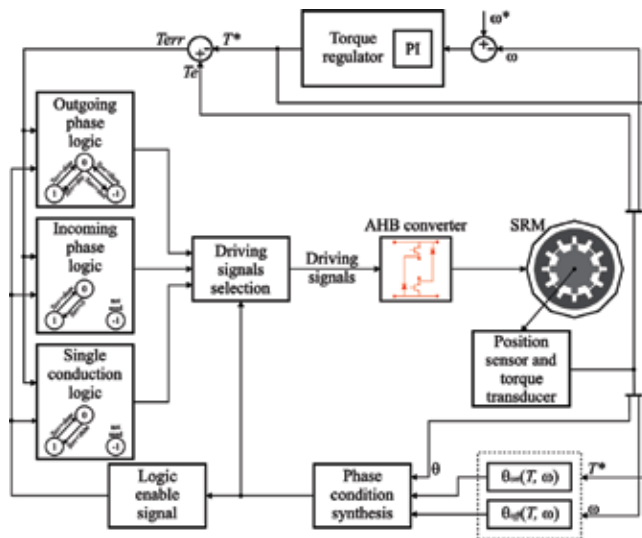 Terr
T*
Te
Torque
regulator
PI
ω*
ω
Outgoing
phase
logic
0
1
-1
Incoming
phase
logic
0
1
-1
Single
conduction
logic
0
1
-1
Driving
signals
selection
Driving
signals
AHB converter
SRM
Position
sensor and
torque
transducer
Logic
enable
signal
Phase
condition
synthesis
θ
θon(T, ω)
θoff(T, ω)
T*
ω